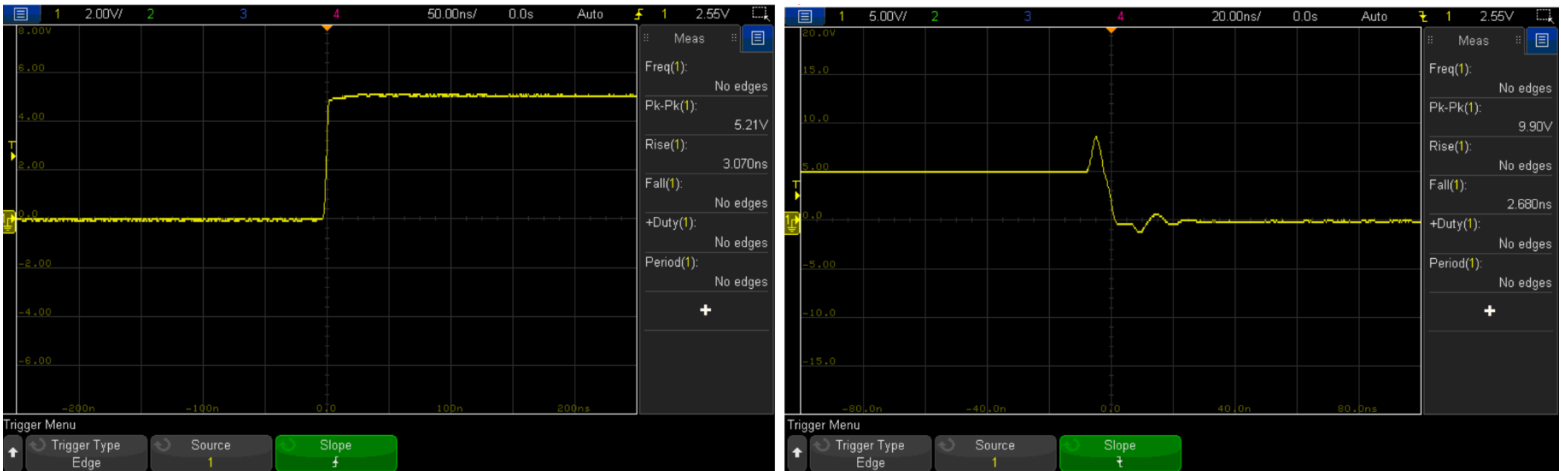 1 2.00V/ 2 3 4 50.00ns/ 0.0s Auto 1 2.55V
8.00V
6.00
4.00
2.00
0.0
-2.00
-4.00
-6.00
-200n -100n 0.0 100n 200ns
T
Meas
Freq(1):
No edges
Pk-Pk(1):
5.21V
Rise(1):
3.070ns
Fall(1):
No edges
+Duty(1):
No edges
Period(1):
No edges
Trigger Menu
Trigger Type Source Slope
Edge 1
1 5.00V/ 2 3 4 20.00ns/ 0.0s Auto 1 2.55V
20.0V
15.0
10.0
5.00
0.0
-5.00
-10.0
-15.0
-80.0n -40.0n 0.0 40.0n 80.0ns
T
Meas
Freq(1):
No edges
Pk-Pk(1):
9.90V
Rise(1):
No edges
Fall(1):
2.680ns
+Duty(1):
No edges
Period(1):
No edges
Trigger Menu
Trigger Type Source Slope
Edge 1